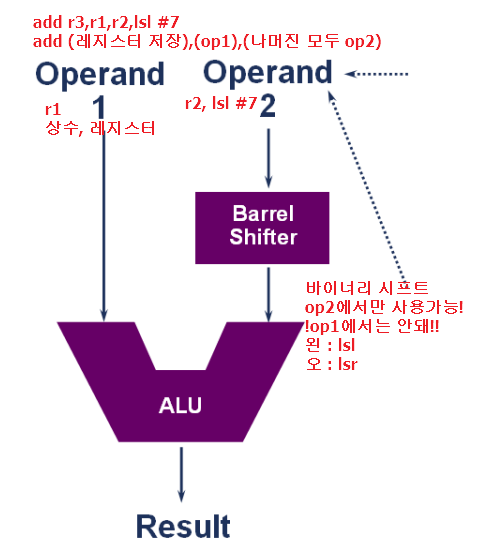 add r3,r1,r2,lsl #7
add (레지스터 저장),(op1),(나머진 모두 op2)
Operand 1
Operand 2
r1
상수, 레지스터
r2, lsl #7
Barrel
Shifter
바이너리 시프트
op2에서만 사용가능!
!op1에서는 안돼!!
왼 : lsl
오 : lsr
ALU
Result